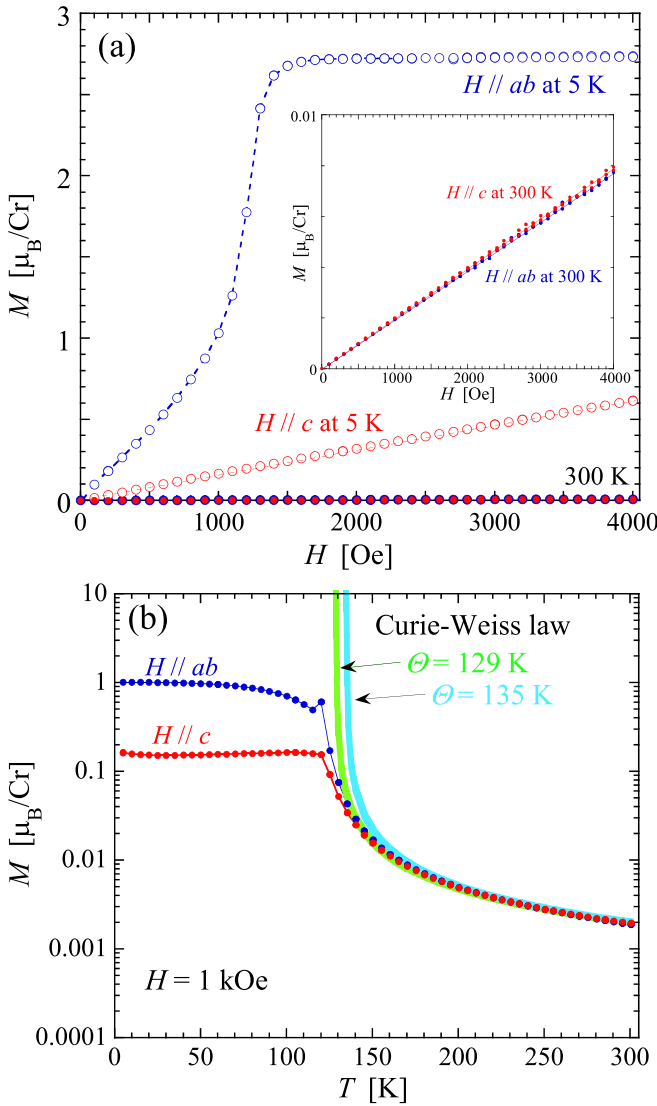 (a)
3
2
1
0
M [μB/Cr]
H // ab at 5 K
0.01
0
M [μB/Cr]
H // c at 300 K
H // ab at 300 K
1000 2000 3000 4000
H [Oe]
H // c at 5 K
300 K
0 1000 2000 3000 4000
H [Oe]
(b)
10
1
0.1
0.01
0.001
0.0001
M [μB/Cr]
Curie-Weiss law
Θ = 129 K
Θ = 135 K
H // ab
H // c
H = 1 kOe
0 50 100 150 200 250 300
T [K]